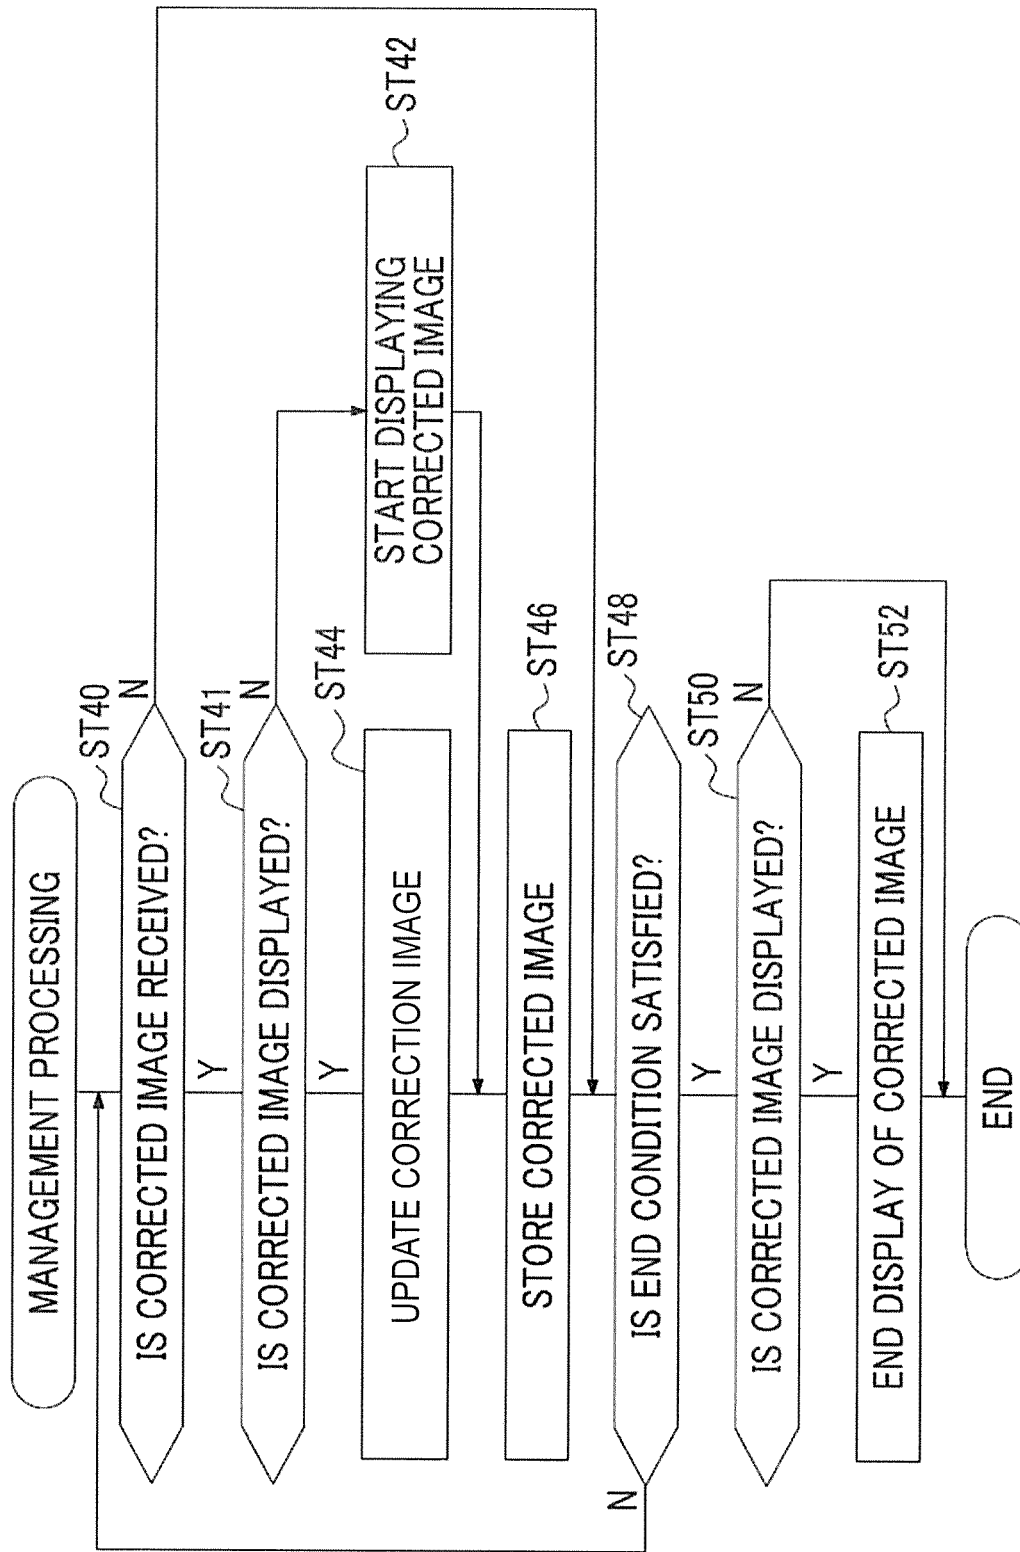 MANAGEMENT PROCESSING
ST40
IS CORRECTED IMAGE RECEIVED?
N
Y
ST41
IS CORRECTED IMAGE DISPLAYED?
N
Y
ST42
START DISPLAYING
CORRECTED IMAGE
ST44
UPDATE CORRECTION IMAGE
ST46
STORE CORRECTED IMAGE
ST48
IS END CONDITION SATISFIED?
N
Y
ST50
IS CORRECTED IMAGE DISPLAYED?
N
Y
ST52
END DISPLAY OF CORRECTED IMAGE
END